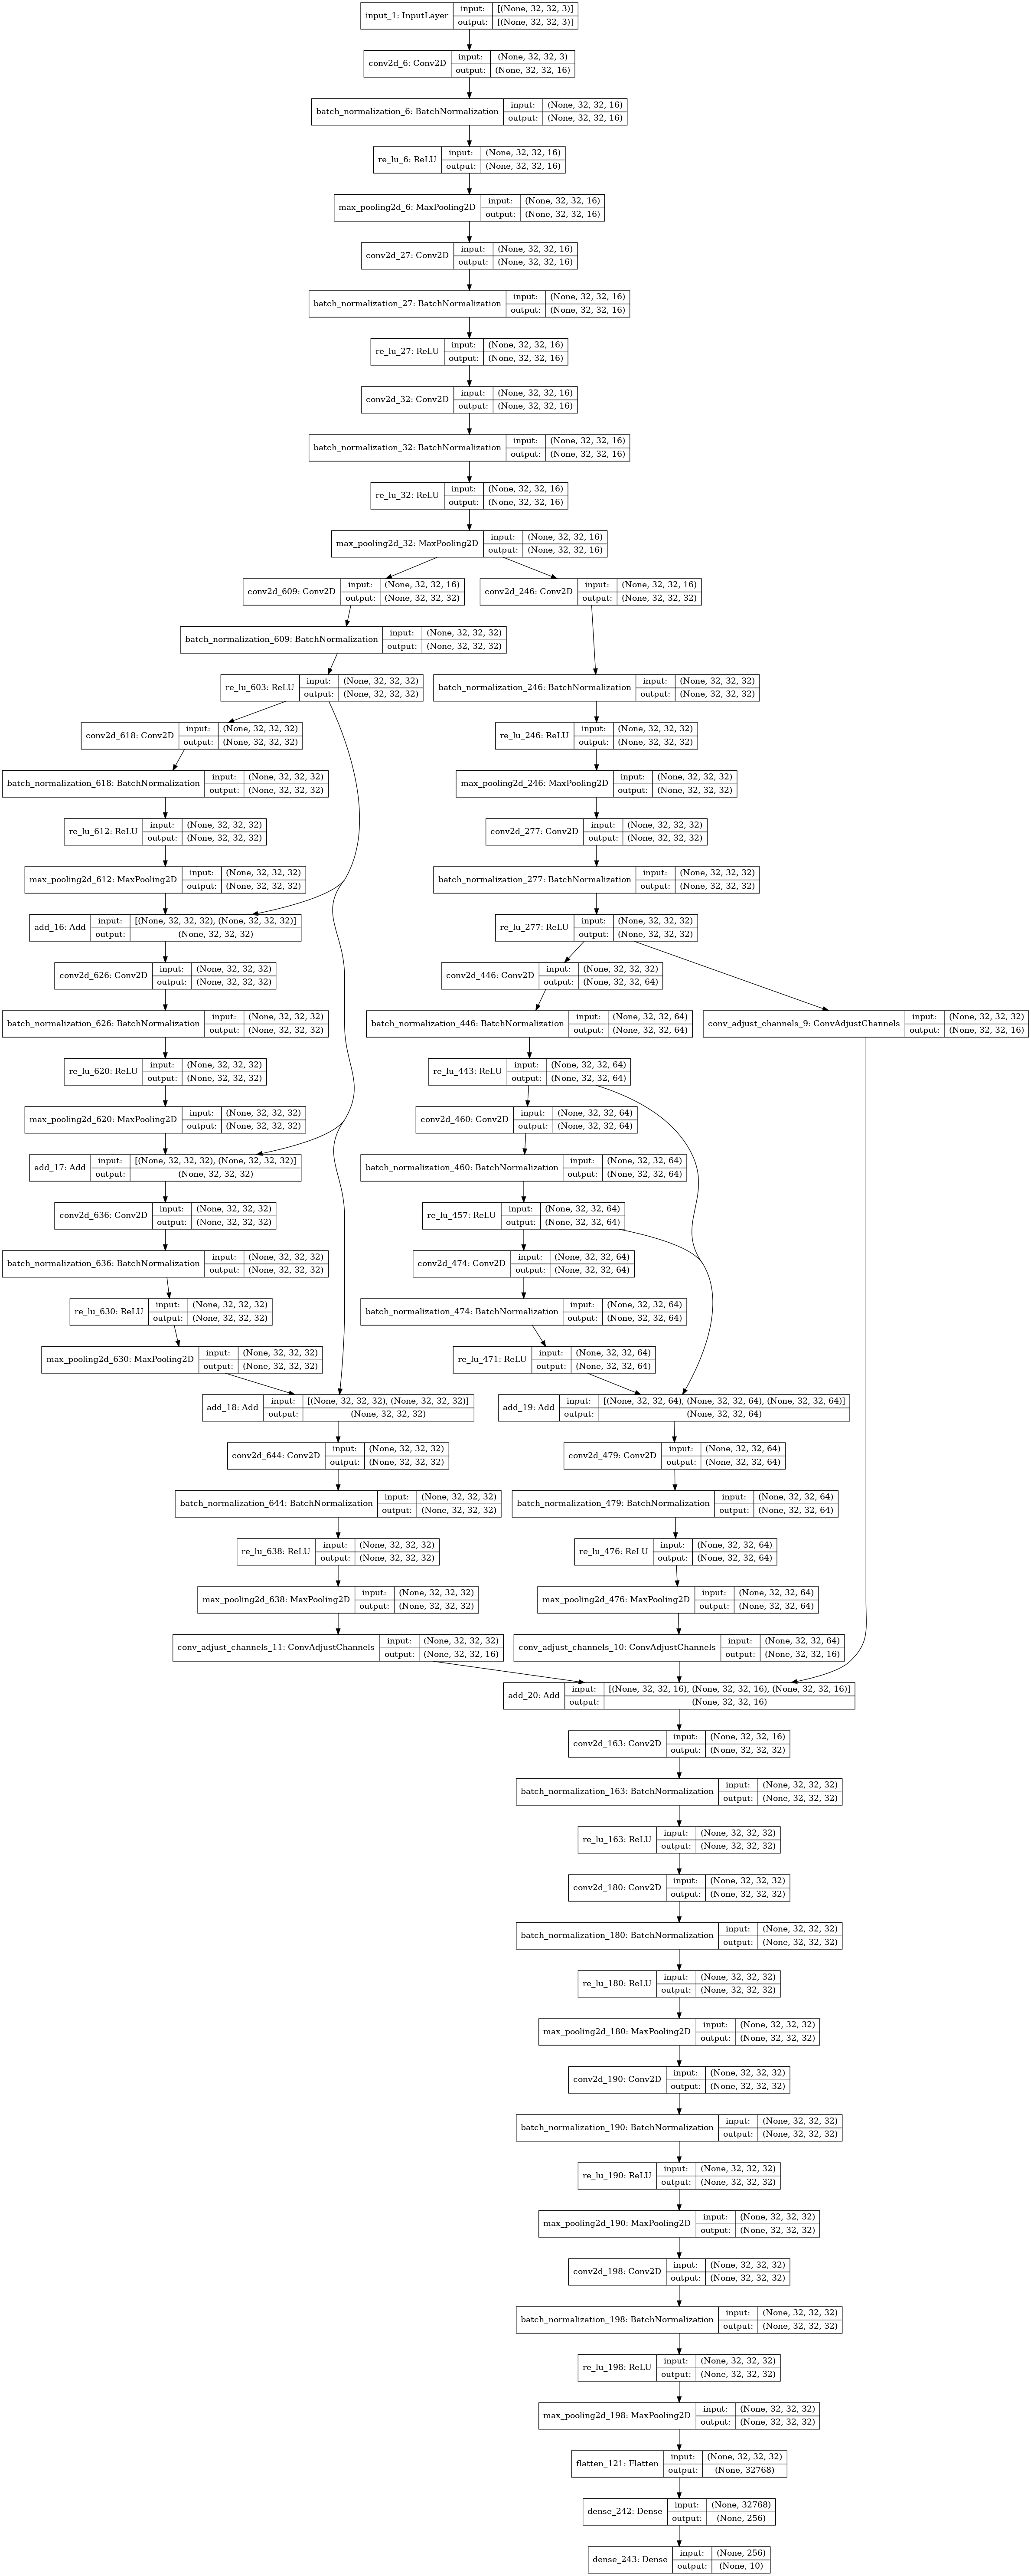 input_1: InputLayer
input: [(None, 32, 32, 3)]
output: [(None, 32, 32, 3)]
conv2d_6: Conv2D
input: (None, 32, 32, 3)
output: (None, 32, 32, 16)
batch_normalization_6: BatchNormalization
input: (None, 32, 32, 16)
output: (None, 32, 32, 16)
re_lu_6: ReLU
input: (None, 32, 32, 16)
output: (None, 32, 32, 16)
max_pooling2d_6: MaxPooling2D
input: (None, 32, 32, 16)
output: (None, 32, 32, 16)
conv2d_27: Conv2D
input: (None, 32, 32, 16)
output: (None, 32, 32, 16)
batch_normalization_27: BatchNormalization
input: (None, 32, 32, 16)
output: (None, 32, 32, 16)
re_lu_27: ReLU
input: (None, 32, 32, 16)
output: (None, 32, 32, 16)
conv2d_32: Conv2D
input: (None, 32, 32, 16)
output: (None, 32, 32, 16)
batch_normalization_32: BatchNormalization
input: (None, 32, 32, 16)
output: (None, 32, 32, 16)
re_lu_32: ReLU
input: (None, 32, 32, 16)
output: (None, 32, 32, 16)
max_pooling2d_32: MaxPooling2D
input: (None, 32, 32, 16)
output: (None, 32, 32, 16)
conv2d_609: Conv2D
input: (None, 32, 32, 16)
output: (None, 32, 32, 32)
conv2d_246: Conv2D
input: (None, 32, 32, 16)
output: (None, 32, 32, 32)
batch_normalization_609: BatchNormalization
input: (None, 32, 32, 32)
output: (None, 32, 32, 32)
re_lu_603: ReLU
input: (None, 32, 32, 32)
output: (None, 32, 32, 32)
batch_normalization_246: BatchNormalization
input: (None, 32, 32, 32)
output: (None, 32, 32, 32)
conv2d_618: Conv2D
input: (None, 32, 32, 32)
output: (None, 32, 32, 32)
re_lu_246: ReLU
input: (None, 32, 32, 32)
output: (None, 32, 32, 32)
batch_normalization_618: BatchNormalization
input: (None, 32, 32, 32)
output: (None, 32, 32, 32)
max_pooling2d_246: MaxPooling2D
input: (None, 32, 32, 32)
output: (None, 32, 32, 32)
re_lu_612: ReLU
input: (None, 32, 32, 32)
output: (None, 32, 32, 32)
conv2d_277: Conv2D
input: (None, 32, 32, 32)
output: (None, 32, 32, 32)
max_pooling2d_612: MaxPooling2D
input: (None, 32, 32, 32)
output: (None, 32, 32, 32)
batch_normalization_277: BatchNormalization
input: (None, 32, 32, 32)
output: (None, 32, 32, 32)
add_16: Add
input: [(None, 32, 32, 32), (None, 32, 32, 32)]
output: (None, 32, 32, 32)
re_lu_277: ReLU
input: (None, 32, 32, 32)
output: (None, 32, 32, 32)
conv2d_626: Conv2D
input: (None, 32, 32, 32)
output: (None, 32, 32, 32)
conv2d_446: Conv2D
input: (None, 32, 32, 32)
output: (None, 32, 32, 64)
batch_normalization_626: BatchNormalization
input: (None, 32, 32, 32)
output: (None, 32, 32, 32)
batch_normalization_446: BatchNormalization
input: (None, 32, 32, 64)
output: (None, 32, 32, 64)
conv_adjust_channels_9: ConvAdjustChannels
input: (None, 32, 32, 32)
output: (None, 32, 32, 16)
re_lu_620: ReLU
input: (None, 32, 32, 32)
output: (None, 32, 32, 32)
re_lu_443: ReLU
input: (None, 32, 32, 64)
output: (None, 32, 32, 64)
max_pooling2d_620: MaxPooling2D
input: (None, 32, 32, 32)
output: (None, 32, 32, 32)
conv2d_460: Conv2D
input: (None, 32, 32, 64)
output: (None, 32, 32, 64)
add_17: Add
input: [(None, 32, 32, 32), (None, 32, 32, 32)]
output: (None, 32, 32, 32)
batch_normalization_460: BatchNormalization
input: (None, 32, 32, 64)
output: (None, 32, 32, 64)
conv2d_636: Conv2D
input: (None, 32, 32, 32)
output: (None, 32, 32, 32)
re_lu_457: ReLU
input: (None, 32, 32, 64)
output: (None, 32, 32, 64)
batch_normalization_636: BatchNormalization
input: (None, 32, 32, 32)
output: (None, 32, 32, 32)
conv2d_474: Conv2D
input: (None, 32, 32, 64)
output: (None, 32, 32, 64)
re_lu_630: ReLU
input: (None, 32, 32, 32)
output: (None, 32, 32, 32)
batch_normalization_474: BatchNormalization
input: (None, 32, 32, 64)
output: (None, 32, 32, 64)
max_pooling2d_630: MaxPooling2D
input: (None, 32, 32, 32)
output: (None, 32, 32, 32)
re_lu_471: ReLU
input: (None, 32, 32, 64)
output: (None, 32, 32, 64)
add_18: Add
input: [(None, 32, 32, 32), (None, 32, 32, 32)]
output: (None, 32, 32, 32)
add_19: Add
input: [(None, 32, 32, 64), (None, 32, 32, 64), (None, 32, 32, 64)]
output: (None, 32, 32, 64)
conv2d_644: Conv2D
input: (None, 32, 32, 32)
output: (None, 32, 32, 32)
conv2d_479: Conv2D
input: (None, 32, 32, 64)
output: (None, 32, 32, 64)
batch_normalization_644: BatchNormalization
input: (None, 32, 32, 32)
output: (None, 32, 32, 32)
batch_normalization_479: BatchNormalization
input: (None, 32, 32, 64)
output: (None, 32, 32, 64)
re_lu_638: ReLU
input: (None, 32, 32, 32)
output: (None, 32, 32, 32)
re_lu_476: ReLU
input: (None, 32, 32, 64)
output: (None, 32, 32, 64)
max_pooling2d_638: MaxPooling2D
input: (None, 32, 32, 32)
output: (None, 32, 32, 32)
max_pooling2d_476: MaxPooling2D
input: (None, 32, 32, 64)
output: (None, 32, 32, 64)
conv_adjust_channels_11: ConvAdjustChannels
input: (None, 32, 32, 32)
output: (None, 32, 32, 16)
conv_adjust_channels_10: ConvAdjustChannels
input: (None, 32, 32, 64)
output: (None, 32, 32, 16)
add_20: Add
input: [(None, 32, 32, 16), (None, 32, 32, 16), (None, 32, 32, 16)]
output: (None, 32, 32, 16)
conv2d_163: Conv2D
input: (None, 32, 32, 16)
output: (None, 32, 32, 32)
batch_normalization_163: BatchNormalization
input: (None, 32, 32, 32)
output: (None, 32, 32, 32)
re_lu_163: ReLU
input: (None, 32, 32, 32)
output: (None, 32, 32, 32)
conv2d_180: Conv2D
input: (None, 32, 32, 32)
output: (None, 32, 32, 32)
batch_normalization_180: BatchNormalization
input: (None, 32, 32, 32)
output: (None, 32, 32, 32)
re_lu_180: ReLU
input: (None, 32, 32, 32)
output: (None, 32, 32, 32)
max_pooling2d_180: MaxPooling2D
input: (None, 32, 32, 32)
output: (None, 32, 32, 32)
conv2d_190: Conv2D
input: (None, 32, 32, 32)
output: (None, 32, 32, 32)
batch_normalization_190: BatchNormalization
input: (None, 32, 32, 32)
output: (None, 32, 32, 32)
re_lu_190: ReLU
input: (None, 32, 32, 32)
output: (None, 32, 32, 32)
max_pooling2d_190: MaxPooling2D
input: (None, 32, 32, 32)
output: (None, 32, 32, 32)
conv2d_198: Conv2D
input: (None, 32, 32, 32)
output: (None, 32, 32, 32)
batch_normalization_198: BatchNormalization
input: (None, 32, 32, 32)
output: (None, 32, 32, 32)
re_lu_198: ReLU
input: (None, 32, 32, 32)
output: (None, 32, 32, 32)
max_pooling2d_198: MaxPooling2D
input: (None, 32, 32, 32)
output: (None, 32, 32, 32)
flatten_121: Flatten
input: (None, 32, 32, 32)
output: (None, 32768)
dense_242: Dense
input: (None, 32768)
output: (None, 256)
dense_243: Dense
input: (None, 256)
output: (None, 10)